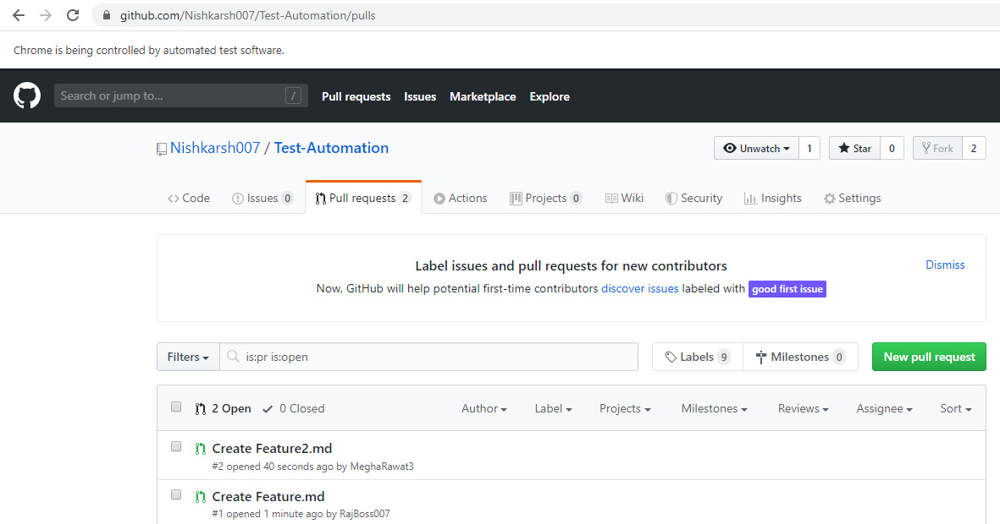 github.com/Nishkarsh007/Test-Automation/pulls
Chrome is being controlled by automated test software.
Search or jump to... / Pull requests Issues Marketplace Explore
Nishkarsh007 / Test-Automation Unwatch 1 Star 0 Fork 2
Code Issues 0 Pull requests 2 Actions Projects 0 Wiki Security Insights Settings
Label issues and pull requests for new contributors Dismiss
Now, GitHub will help potential first-time contributors discover issues labeled with good first issue
Filters is:pr is:open Labels 9 Milestones 0 New pull request
2 Open 0 Closed Author Label Projects Milestones Reviews Assignee Sort
Create Feature2.md
#2 opened 40 seconds ago by MeghaRawat3
Create Feature.md
#1 opened 1 minute ago by RajBoss007